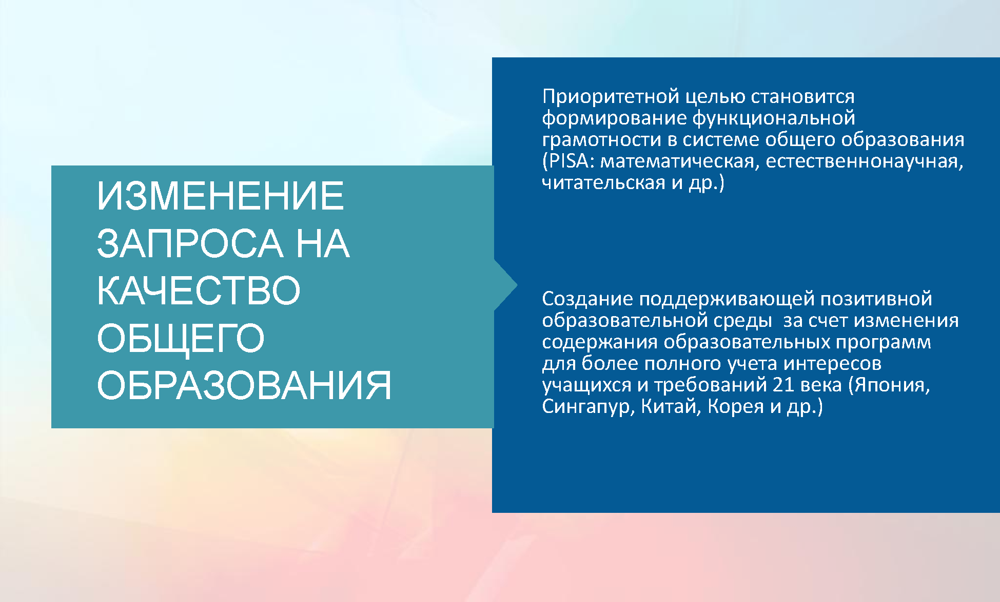 ИЗМЕНЕНИЕ
ЗАПРОСА НА
КАЧЕСТВО
ОБЩЕГО
ОБРАЗОВАНИЯ
Приоритетной целью становится
формирование функциональной
грамотности в системе общего образования
(PISA: математическая, естественнонаучная,
читательская и др.)
Создание поддерживающей позитивной
образовательной среды  за счет изменения
содержания образовательных программ
для более полного учета интересов
учащихся и требований 21 века (Япония,
Сингапур, Китай, Корея и др.)